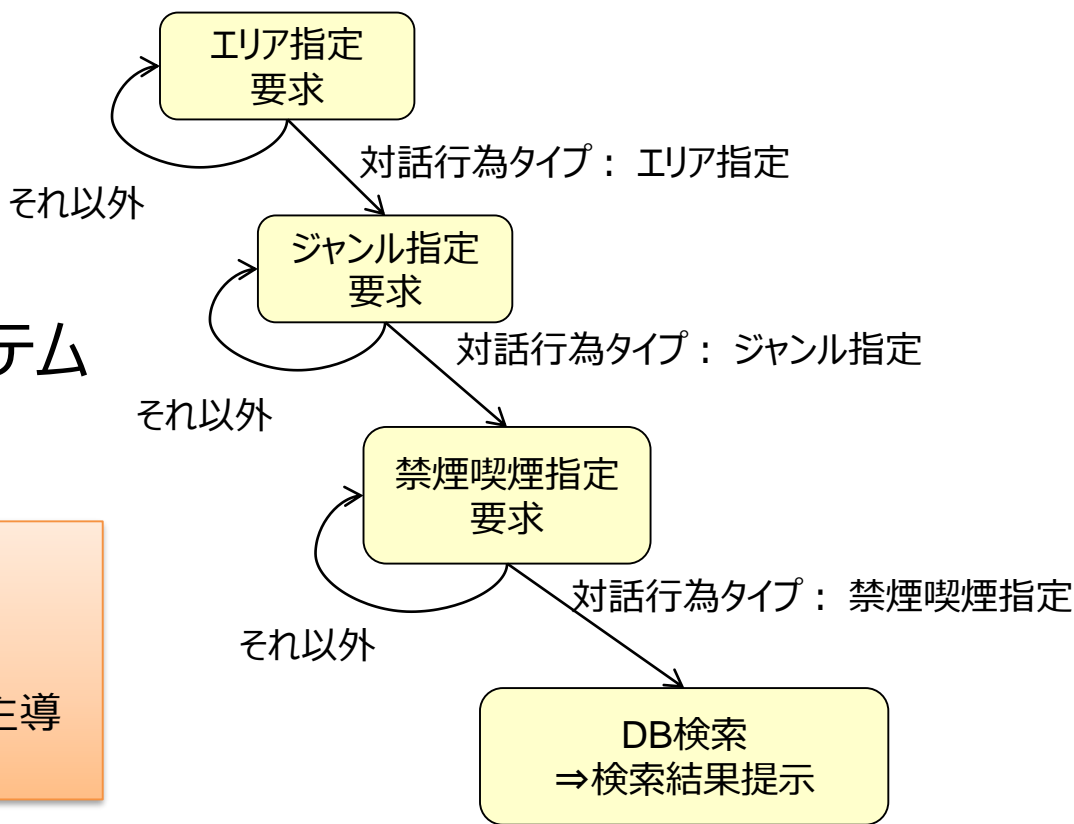 エリア指定
要求
対話行為タイプ： エリア指定
それ以外
ジャンル指定
要求
テム
対話行為タイプ： ジャンル指定
それ以外
禁煙喫煙指定
要求
対話行為タイプ： 禁煙喫煙指定
それ以外
主導
DB検索
⇒検索結果提示